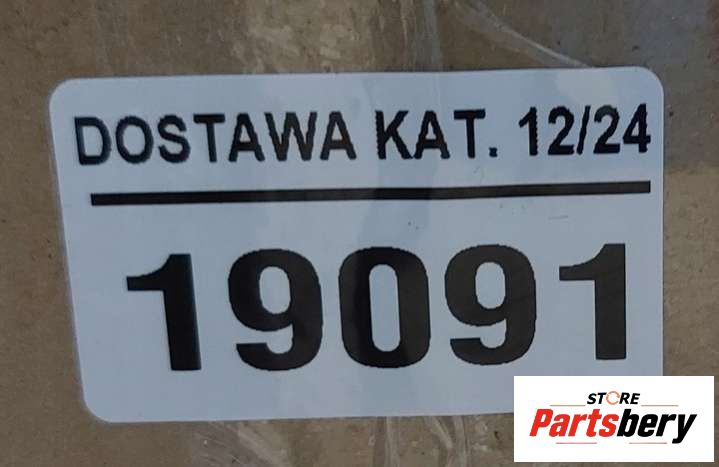 DOSTAWA KAT. 12/24
19091
STORE
Partsbery